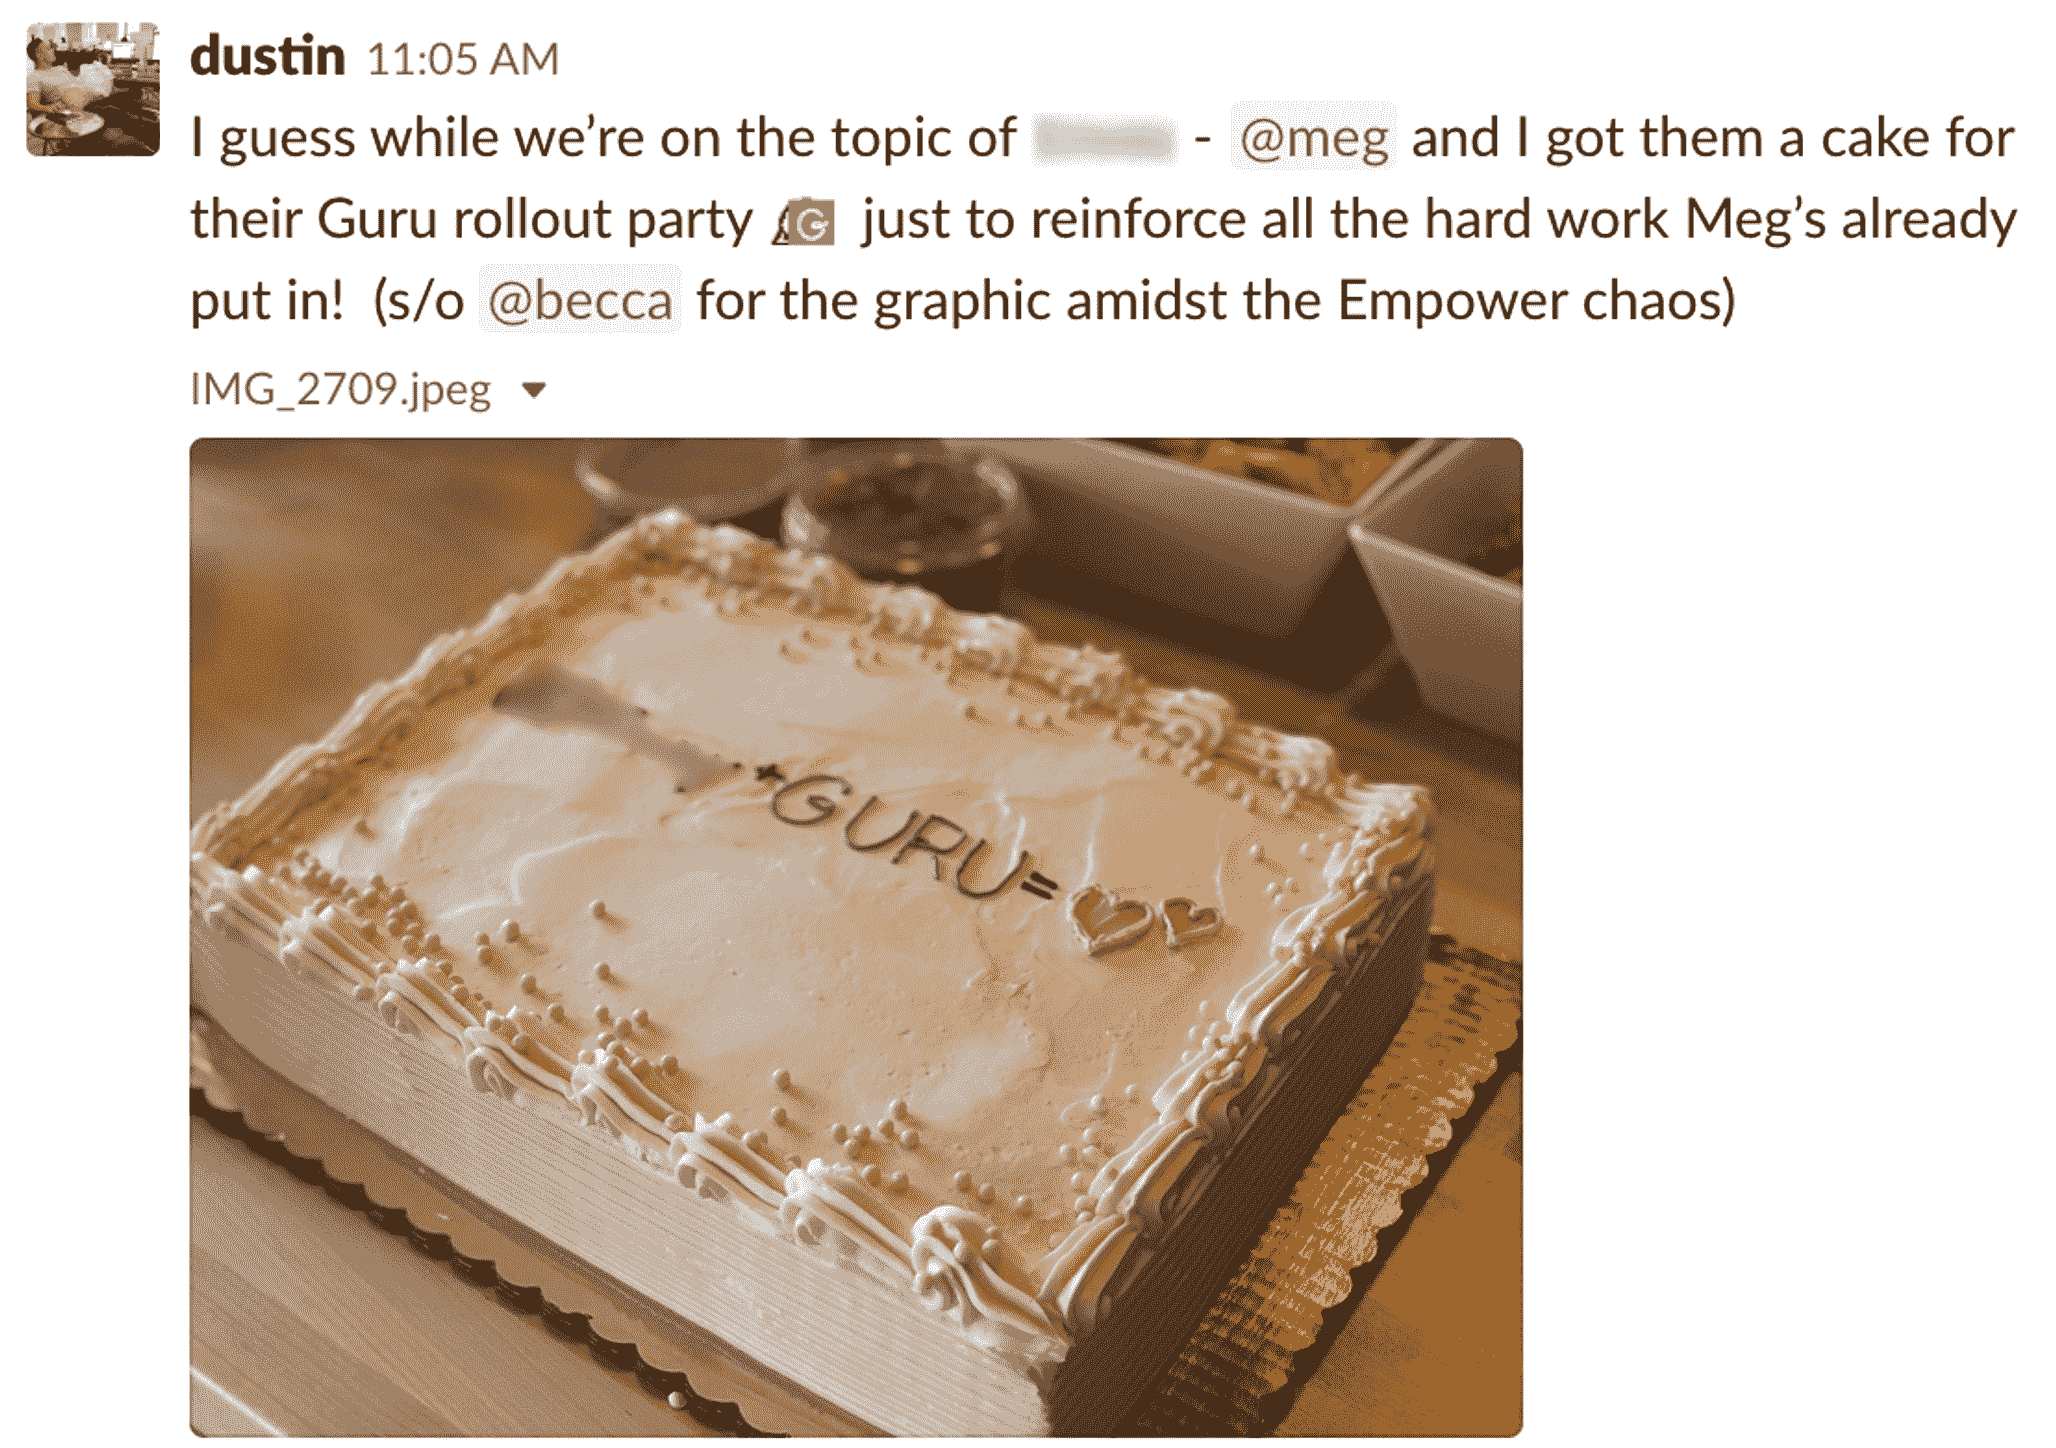 dustin 11:05 AM
I guess while we’re on the topic of - @meg and I got them a cake for
their Guru rollout party G just to reinforce all the hard work Meg’s already
put in!  (s/o @becca for the graphic amidst the Empower chaos)
IMG_2709.jpeg
+GURU=